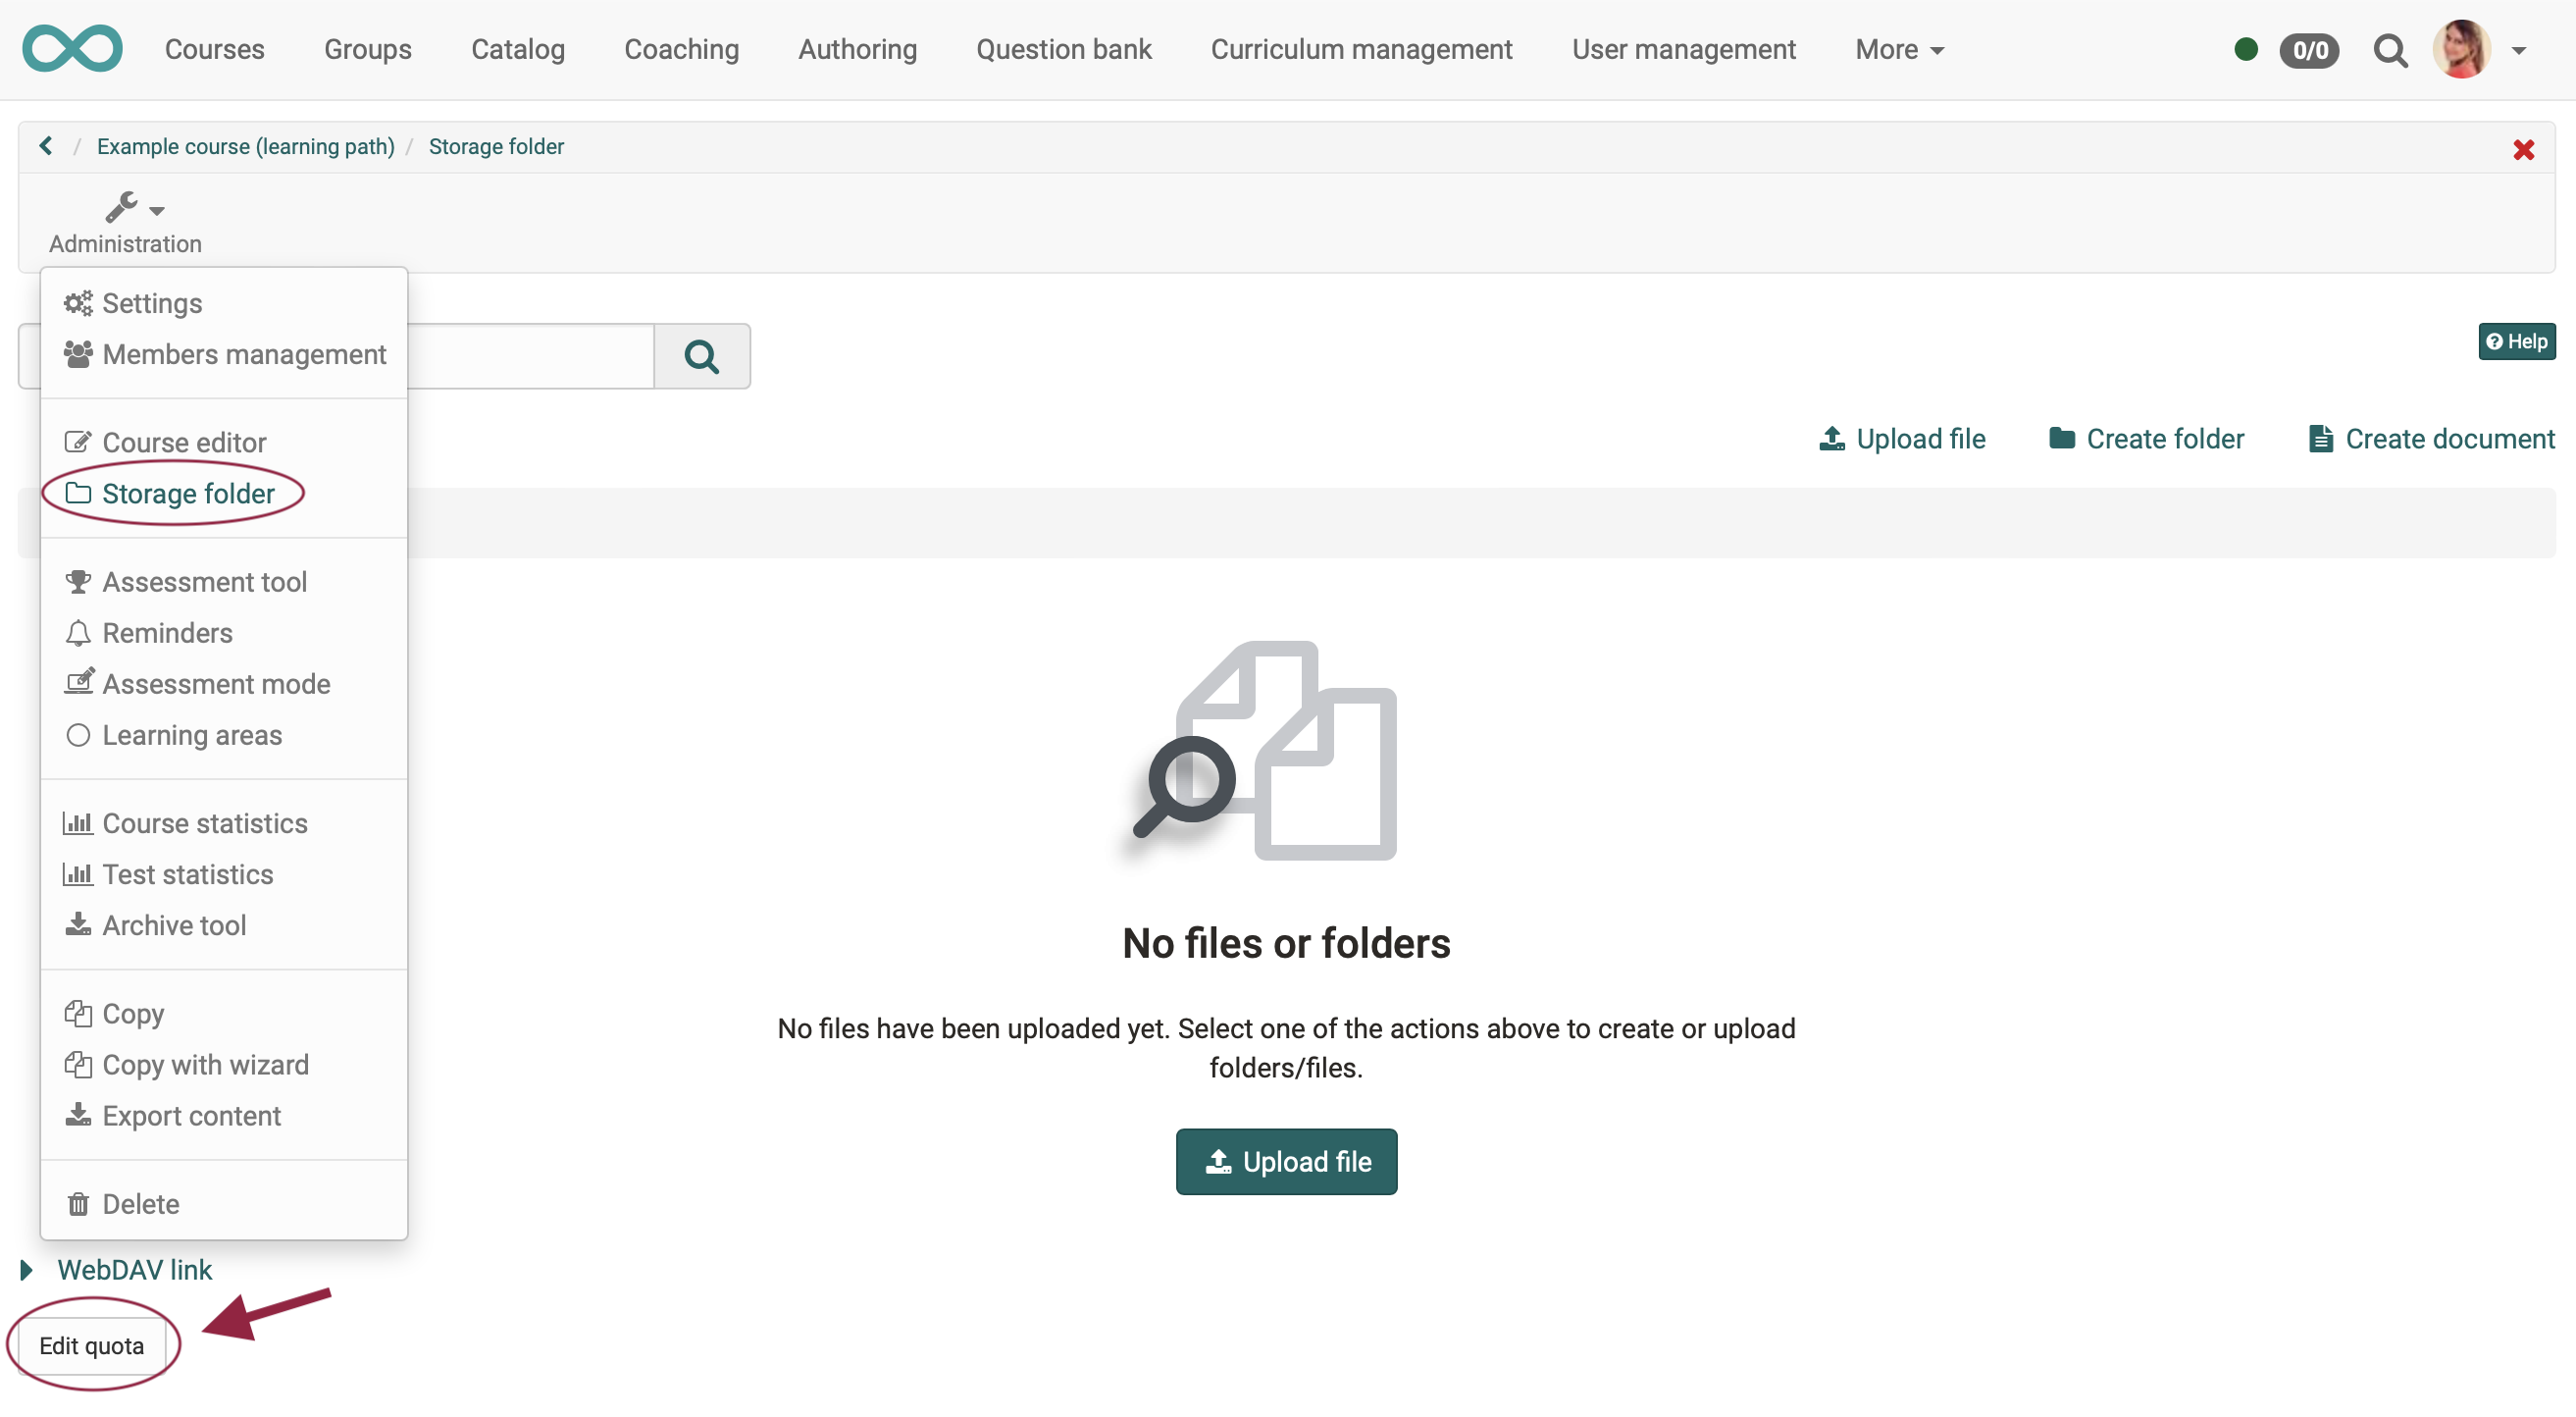 Courses Groups Catalog Coaching Authoring Question bank Curriculum management User management More 0/0
/ Example course (learning path) / Storage folder
Administration
Settings
Members management
Help
Course editor
Upload file Create folder Create document
Storage folder
Assessment tool
Reminders
Assessment mode
Learning areas
Course statistics
Test statistics
Archive tool
No files or folders
Copy
No files have been uploaded yet. Select one of the actions above to create or upload
folders/files.
Copy with wizard
Export content
Upload file
Delete
WebDAV link
Edit quota